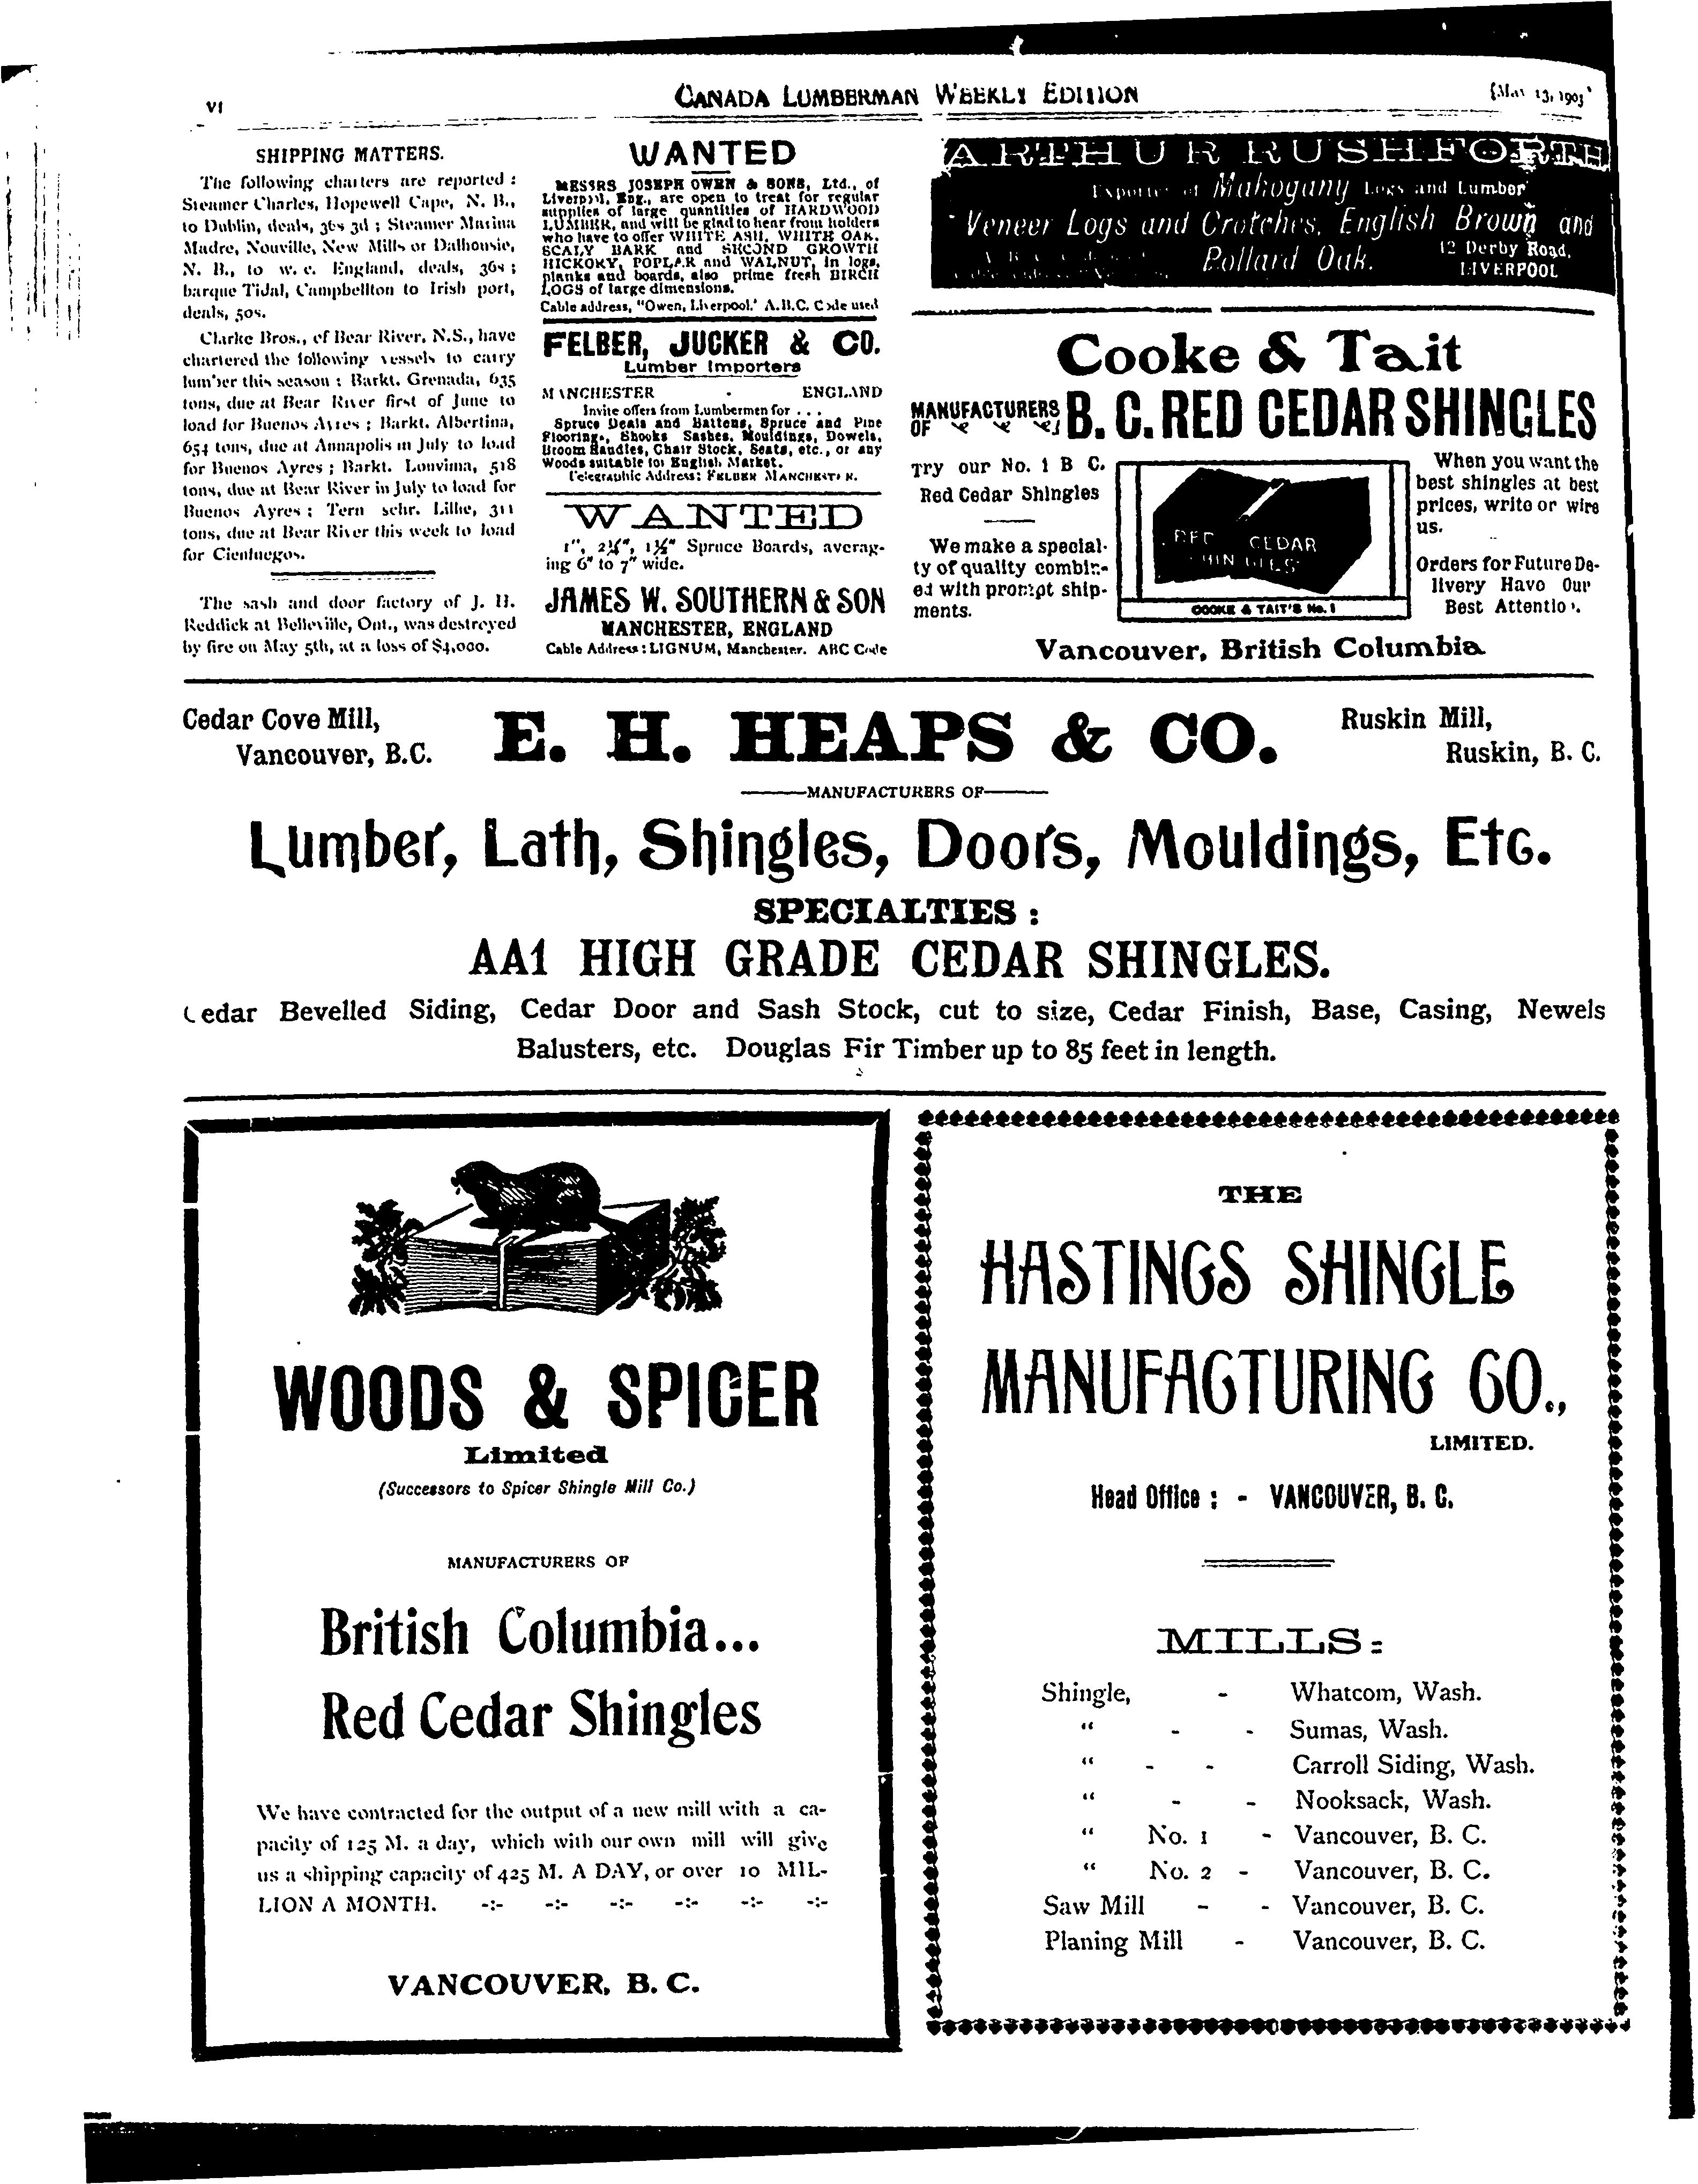 VI
CANADA LUMBERMAN WEEKLY EDITION
May 13, 1903
SHIPPING MATTERS.
The following charters are reported :
Steamer Charles, Hopewell Cape, N. B.,
to Dublin, deals, 36s 3d ; Steamer Marina
Madre, Nouville, New Mills or Dalhousie,
N. B., to w. c. England, deals, 36s ;
barque Tidal, Campbellton to Irish port,
deals, 50s.
Clarke Bros., of Bear River, N.S., have
chartered the following vessels to carry
lumber this season : Barkt. Grenada, 635
tons, due at Bear River first of June to
load for Buenos Ayres ; Barkt. Albertina,
654 tons, due at Annapolis in July to load
for Buenos Ayres ; Barkt. Louvima, 518
tons, due at Bear River in July to load for
Buenos Ayres ; Tern schr. Lillie, 311
tons, due at Bear River this week to load
for Cienfuegos.
The sash and door factory of J. H.
Reddick at Belleville, Ont., was destroyed
by fire on May 5th, at a loss of $4,000.
WANTED
MESSRS JOSEPH OWEN & SONS, Ltd., of
Liverpool, Eng., are open to treat for regular
supplies of large quantities of HARDWOOD
LUMBER, and will be glad to hear from holders
who have to offer WHITE ASH, WHITE OAK,
SCALY BARK and SECOND GROWTH
HICKORY, POPLAR and WALNUT, in logs,
planks and boards, also prime fresh BIRCH
LOGS of large dimensions.
Cable address, "Owen, Liverpool.' A.B.C. Code used
FELBER, JUCKER & CO.
Lumber Importers
MANCHESTER - ENGLAND
Invite offers from Lumbermen for . . .
Spruce Deals and Battens, Spruce and Pine
Floorings, Shooks Sashes, Mouldings, Dowels,
Broom Handles, Chair Stock, Seats, etc., or any
Woods suitable for English Market.
Telegraphic Address: FELBER MANCHESTER.
WANTED
1", 2¼", 1½" Spruce Boards, averag-
ing 6" to 7" wide.
JAMES W. SOUTHERN & SON
MANCHESTER, ENGLAND
Cable Address: LIGNUM, Manchester. ABC Code
ARTHUR RUSHFORTH
Exporter of Mahogany Logs and Lumber
Veneer Logs and Crotches, English Brown and
Pollard Oak.
12 Derby Road,
LIVERPOOL
Cooke & Tait
MANUFACTURERS OF B. C. RED CEDAR SHINGLES
Try our No. 1 B C.
Red Cedar Shingles
We make a special-
ty of quality combin-
ed with prompt ship-
ments.
RED CEDAR
SHINGLES
COOKE & TAIT'S No. 1
When you want the
best shingles at best
prices, write or wire
us.
Orders for Future De-
livery Have Our
Best Attention.
Vancouver, British Columbia
Cedar Cove Mill,
Vancouver, B.C.
E. H. HEAPS & CO.
Ruskin Mill,
Ruskin, B. C.
MANUFACTURERS OF
Lumber, Lath, Shingles, Doors, Mouldings, Etc.
SPECIALTIES :
AA1 HIGH GRADE CEDAR SHINGLES.
Cedar Bevelled Siding, Cedar Door and Sash Stock, cut to size, Cedar Finish, Base, Casing, Newels
Balusters, etc. Douglas Fir Timber up to 85 feet in length.
WOODS & SPICER
Limited
(Successors to Spicer Shingle Mill Co.)
MANUFACTURERS OF
British Columbia...
Red Cedar Shingles
We have contracted for the output of a new mill with a ca-
pacity of 125 M. a day, which with our own mill will give
us a shipping capacity of 425 M. A DAY, or over 10 MIL-
LION A MONTH. -:- -:- -:- -:- -:- -:-
VANCOUVER, B. C.
THE
HASTINGS SHINGLE
MANUFACTURING CO.,
LIMITED.
Head Office : - VANCOUVER, B. C.
MILLS:
Shingle, - Whatcom, Wash.
" - - Sumas, Wash.
" - - Carroll Siding, Wash.
" - - Nooksack, Wash.
" No. 1 - Vancouver, B. C.
" No. 2 - Vancouver, B. C.
Saw Mill - - Vancouver, B. C.
Planing Mill - Vancouver, B. C.